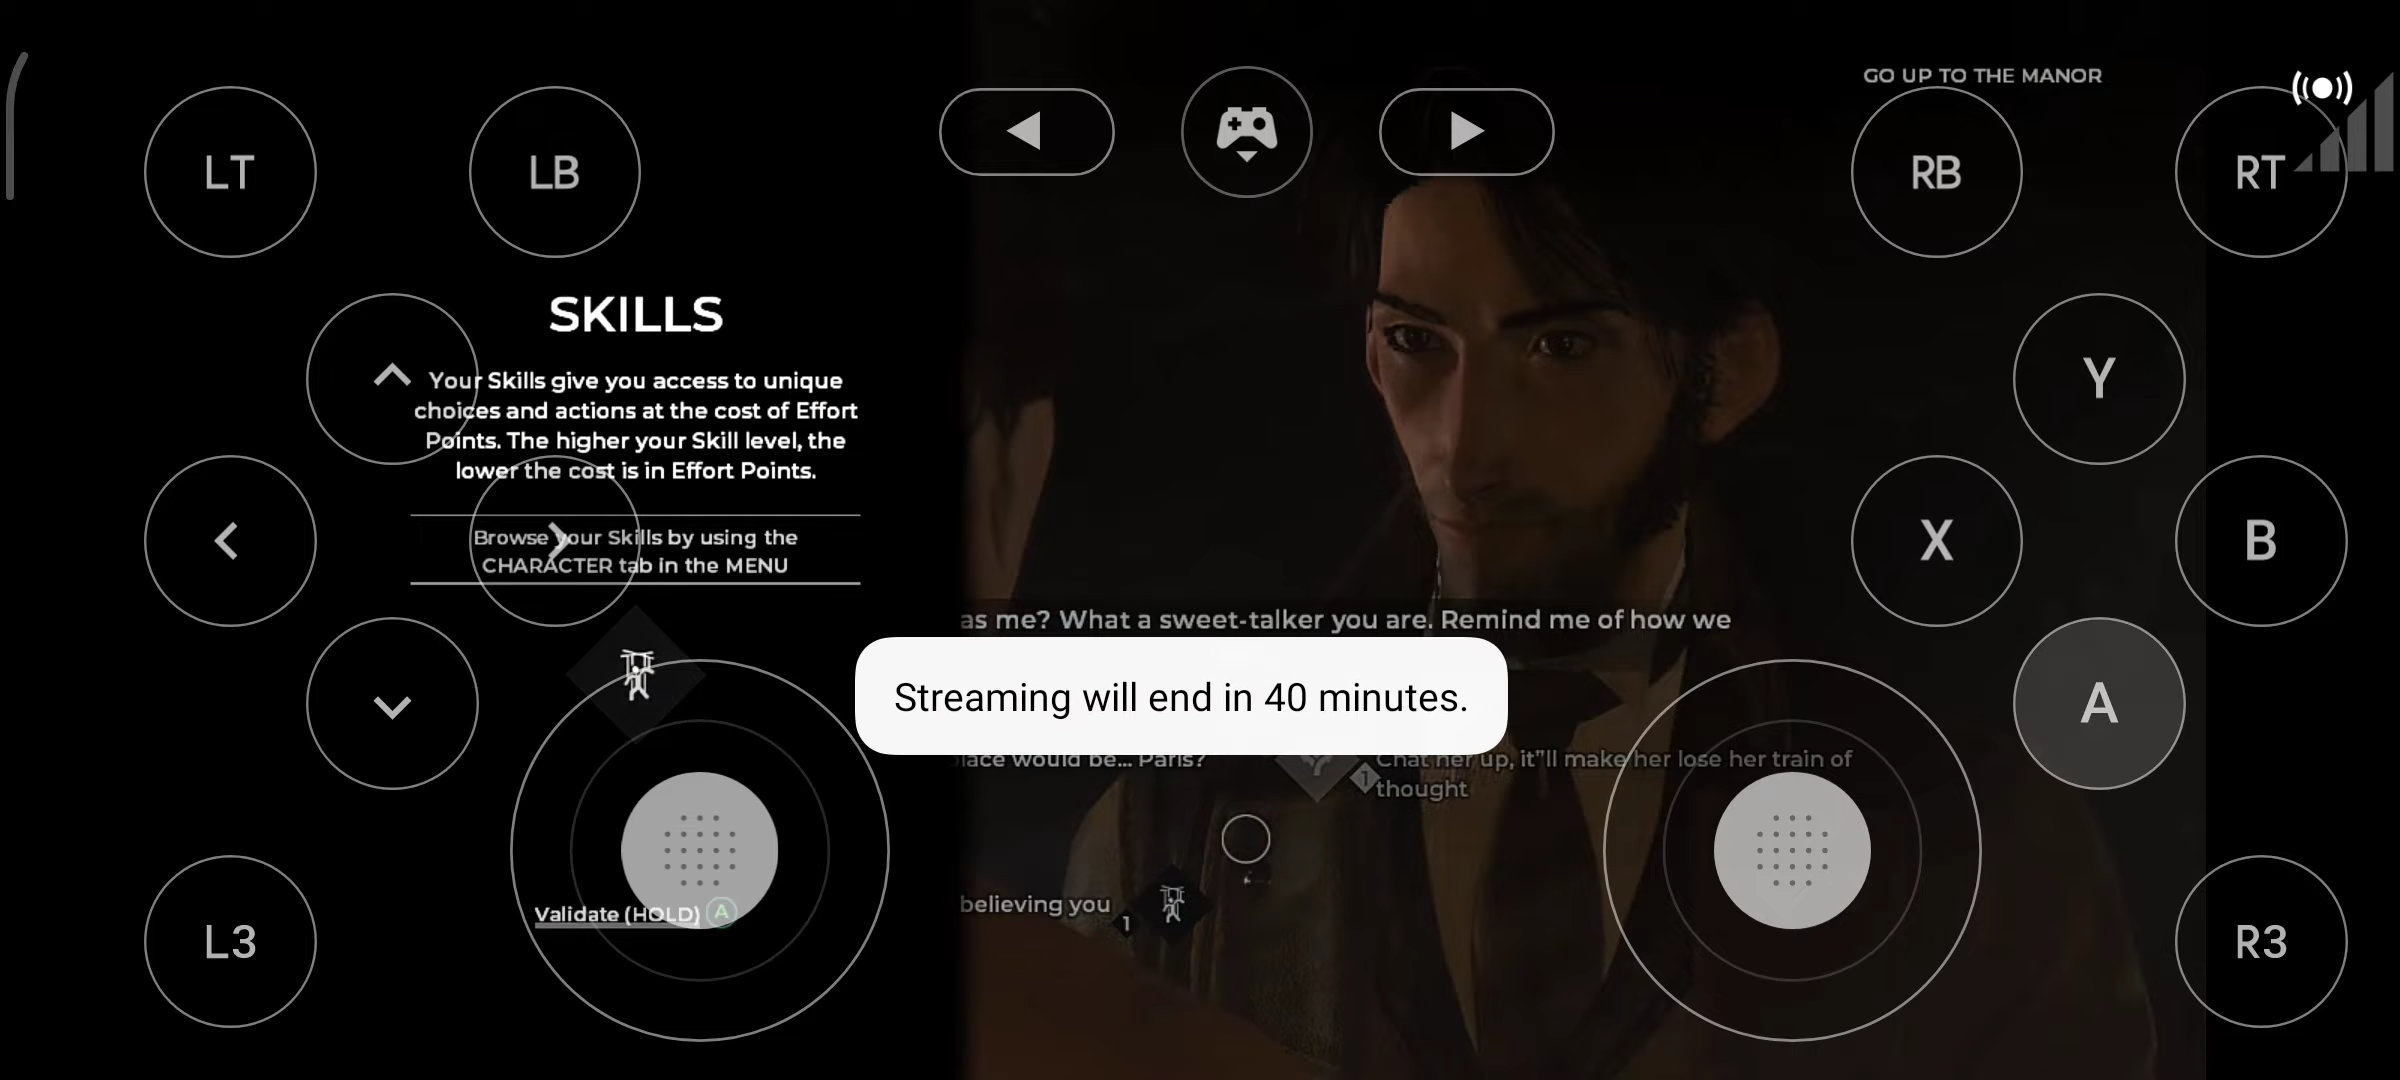 GO UP TO THE MANOR
LT
LB
RB
RT
SKILLS
Your Skills give you access to unique
choices and actions at the cost of Effort
Points. The higher your Skill level, the
lower the cost is in Effort Points.
Browse your Skills by using the
CHARACTER tab in the MENU
Y
X
B
A
as me? What a sweet-talker you are. Remind me of how we
Streaming will end in 40 minutes.
lace would be... Paris?
1
Chat her up, it"ll make her lose her train of
thought
believing you
1
Validate (HOLD) A
L3
R3